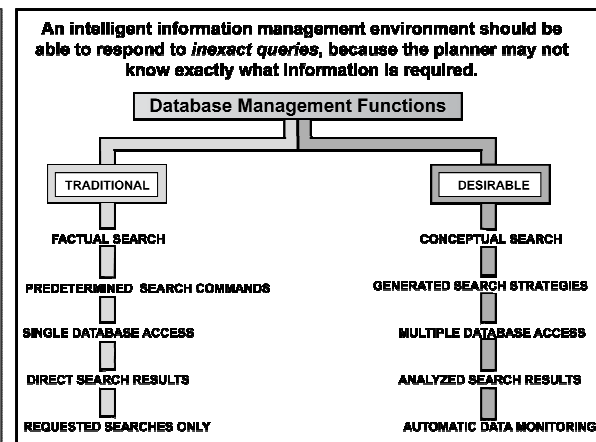 An intelligent information management environment should be
able to respond to inexact queries, because the planner may not
know exactly what information is required.
Database Management Functions
TRADITIONAL
FACTUAL SEARCH
PREDETERMINED SEARCH COMMANDS
SINGLE DATABASE ACCESS
DIRECT SEARCH RESULTS
REQUESTED SEARCHES ONLY
DESIRABLE
CONCEPTUAL SEARCH
GENERATED SEARCH STRATEGIES
MULTIPLE DATABASE ACCESS
ANALYZED SEARCH RESULTS
AUTOMATIC DATA MONITORING